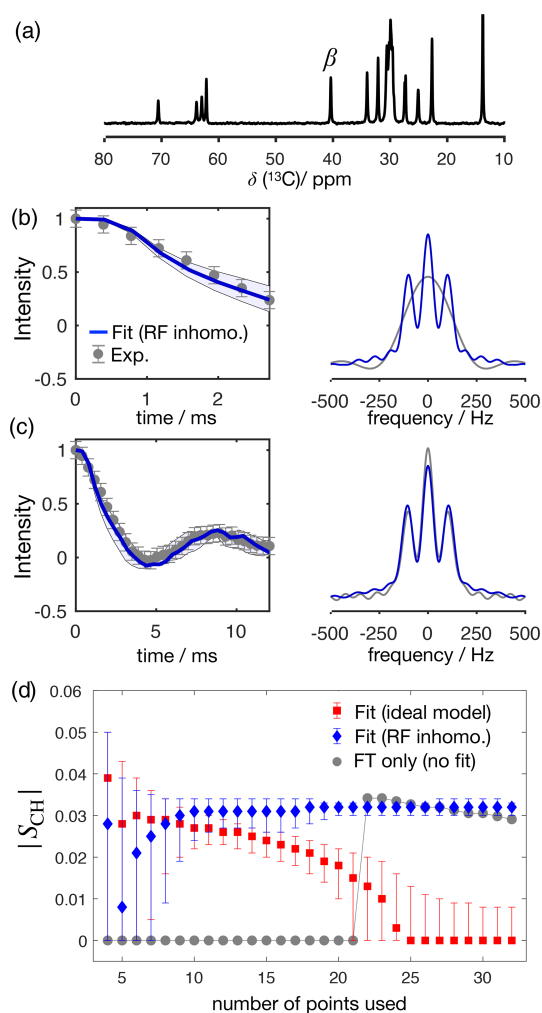 (a)
β
80 70 60 50 40 30 20 10
δ (¹³C)/ ppm
(b)
1
0.5
0
-0.5
Intensity
Fit (RF inhomo.)
Exp.
0 1 2
time / ms
-500 -250 0 250 500
frequency / Hz
(c)
1
0.5
0
-0.5
Intensity
0 5 10
time / ms
-500 -250 0 250 500
frequency / Hz
(d)
0.06
0.05
0.04
0.03
0.02
0.01
0
|S_CH|
Fit (ideal model)
Fit (RF inhomo.)
FT only (no fit)
5 10 15 20 25 30
number of points used